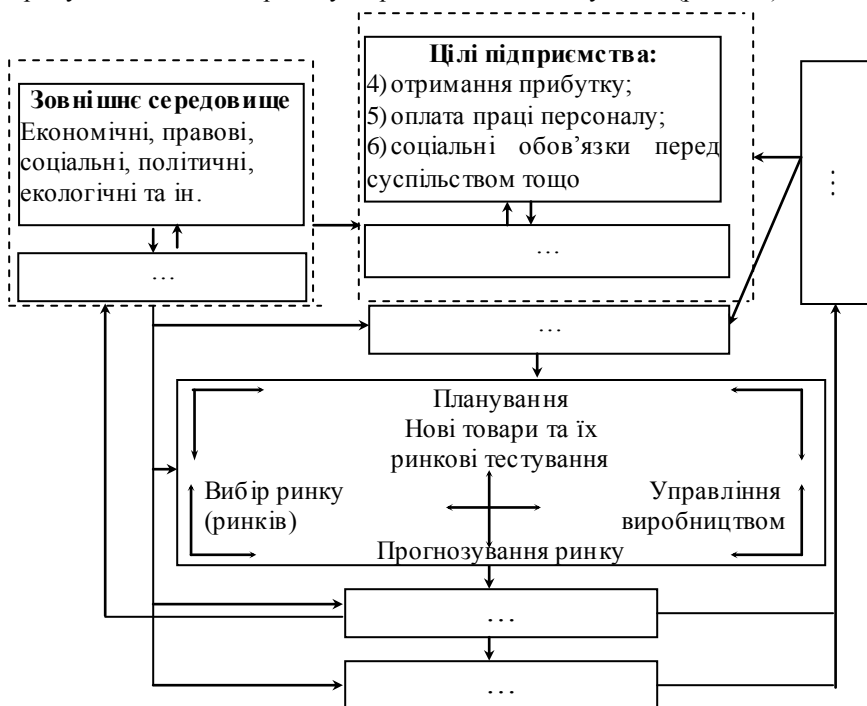 Цілі підприємства:
4) отримання прибутку;
5) оплата праці персоналу;
6) соціальні обов’язки перед
суспільством тощо
Зовнішнє середовище
Економічні, правові,
соціальні, політичні,
екологічні та ін.
…
…
…
…
Планування
Нові товари та їх
ринкові тестування
Вибір ринку
(ринків)
Управління
виробництвом
Прогнозування ринку
…
…